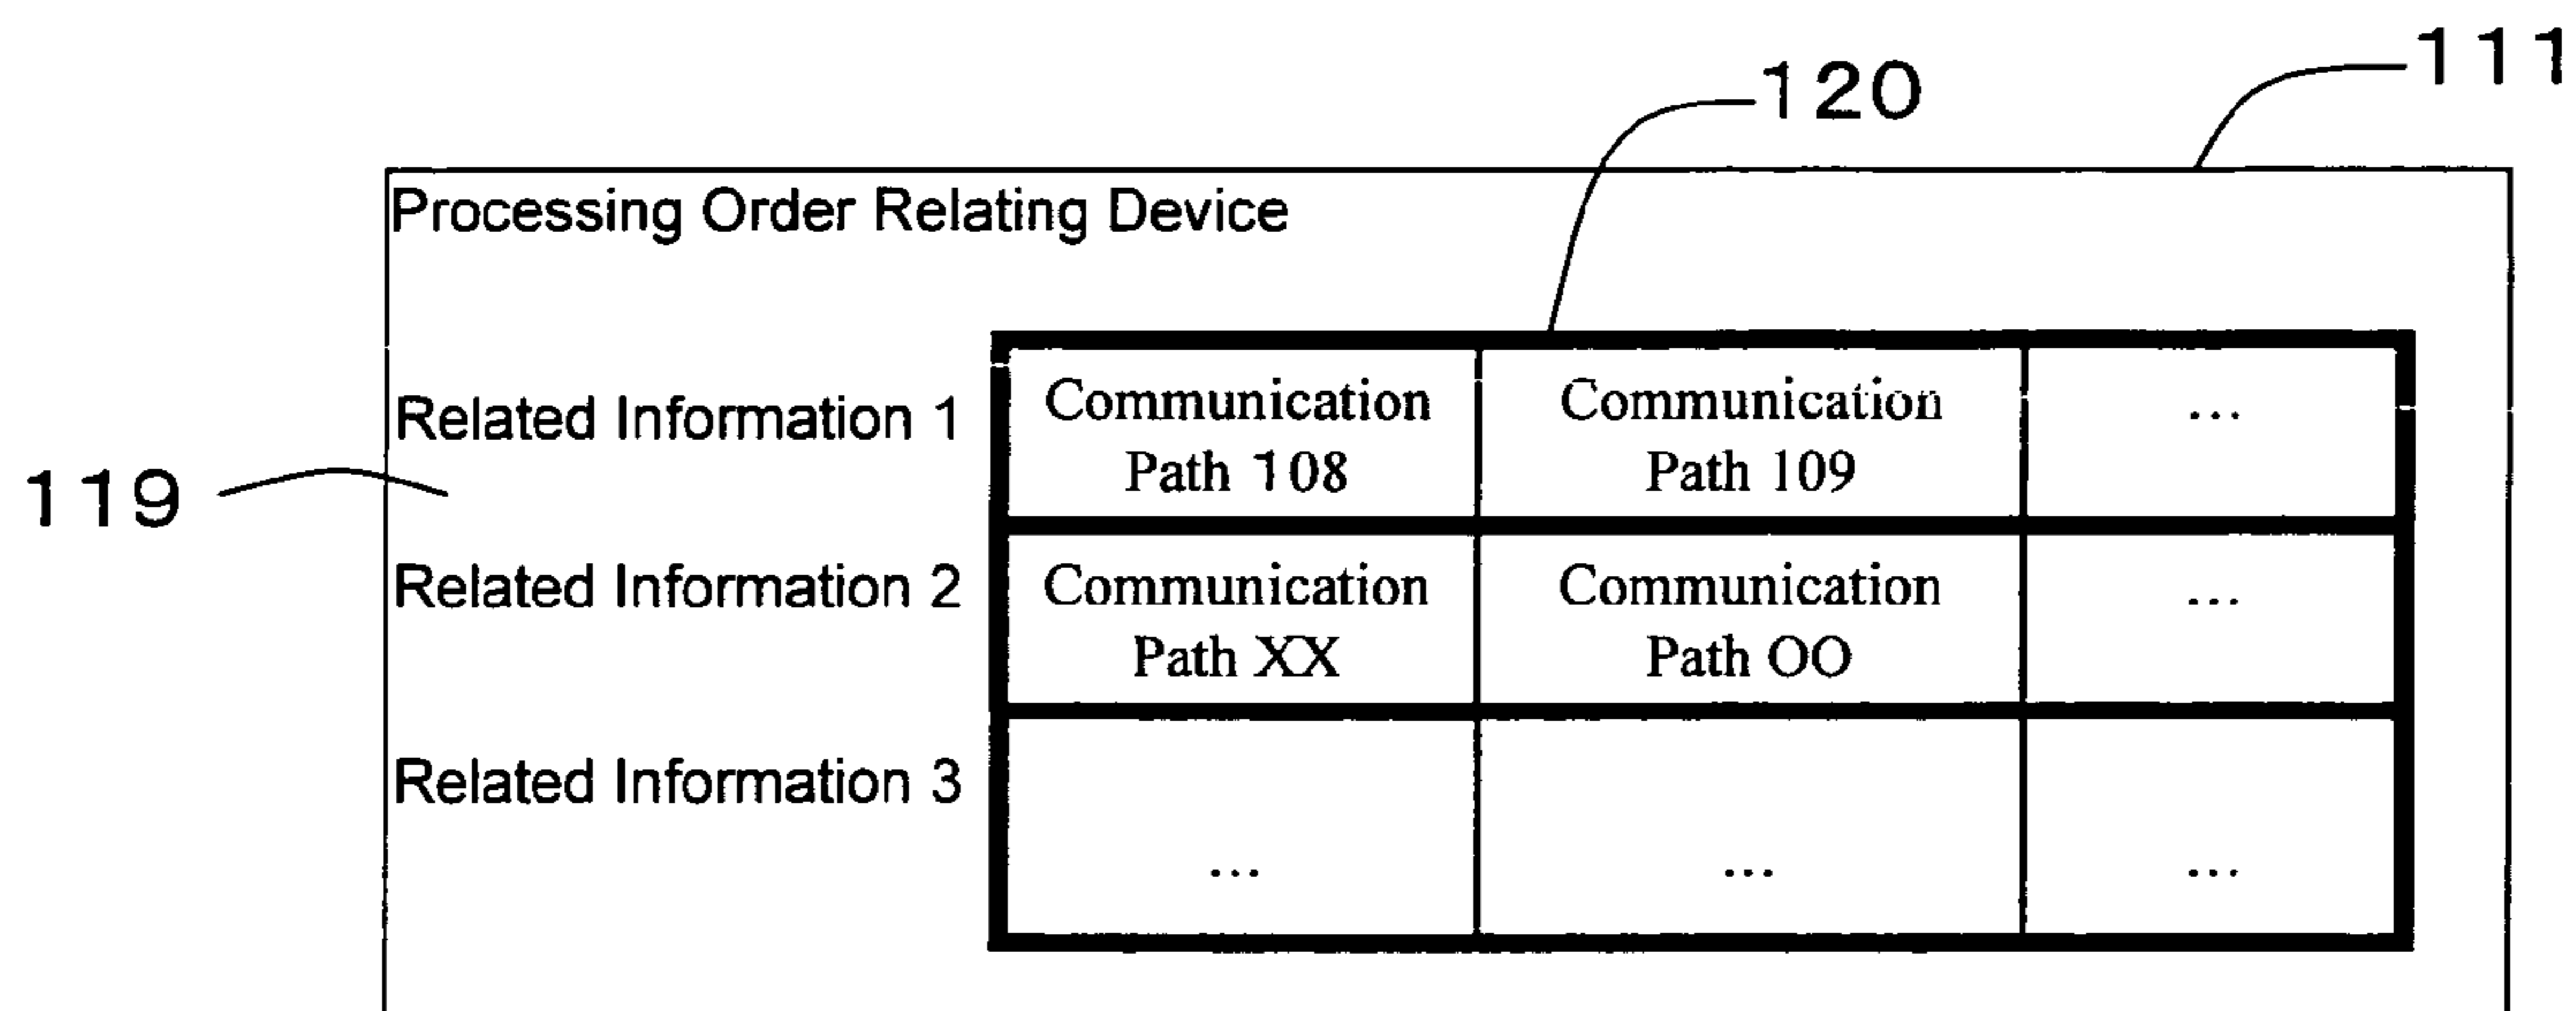 111
120
Processing Order Relating Device
Related Information 1
Communication
Path 108
Communication
Path 109
...
119
Related Information 2
Communication
Path XX
Communication
Path OO
...
Related Information 3
...
...
...